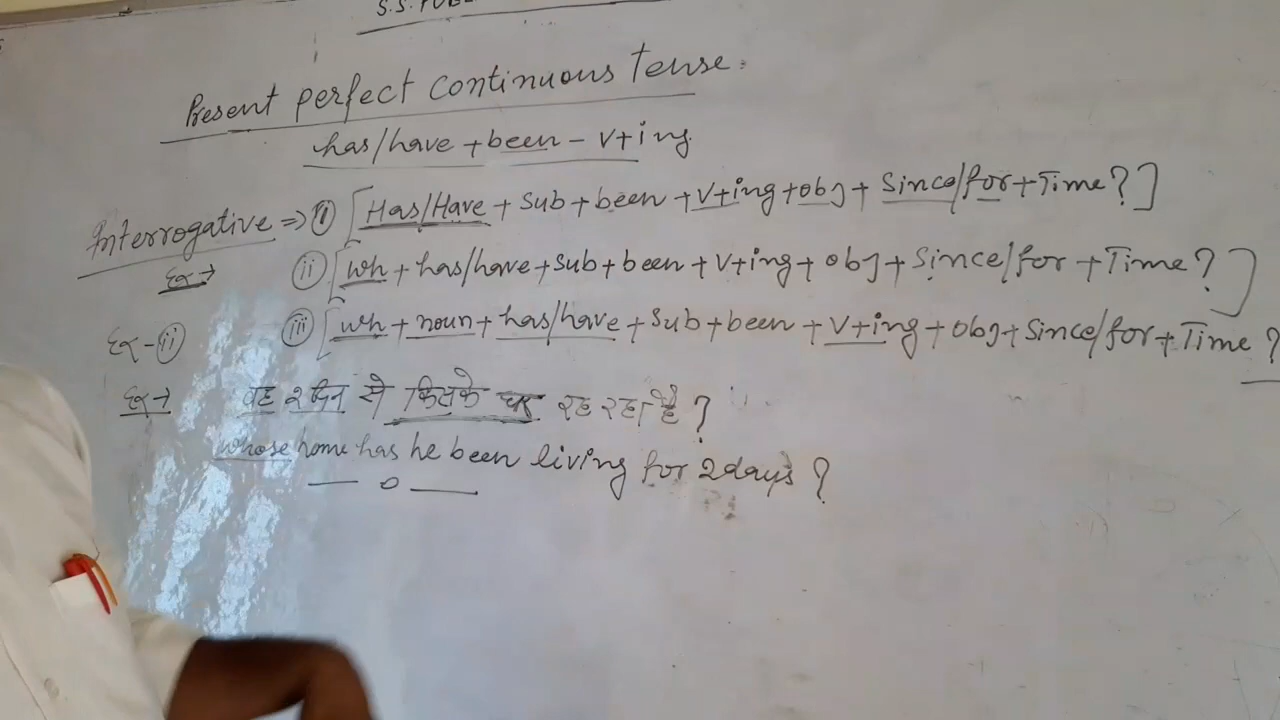 S.S.
Present perfect continuous Tense.
has/have + been - v+ing
Interrogative => (i) [Has/Have + Sub + been + v+ing + obj + Since/for + Time?]
Ex → (ii) [wh + has/have + sub + been + v+ing + obj + Since/for + Time?]
Ex-(ii) (iii) [wh + noun + has/have + Sub + been + v+ing + obj + Since/for + Time?
Ex → वह 2 दिन से किसके घर रह रहा है?
whose home has he been living for 2 days?
— o —